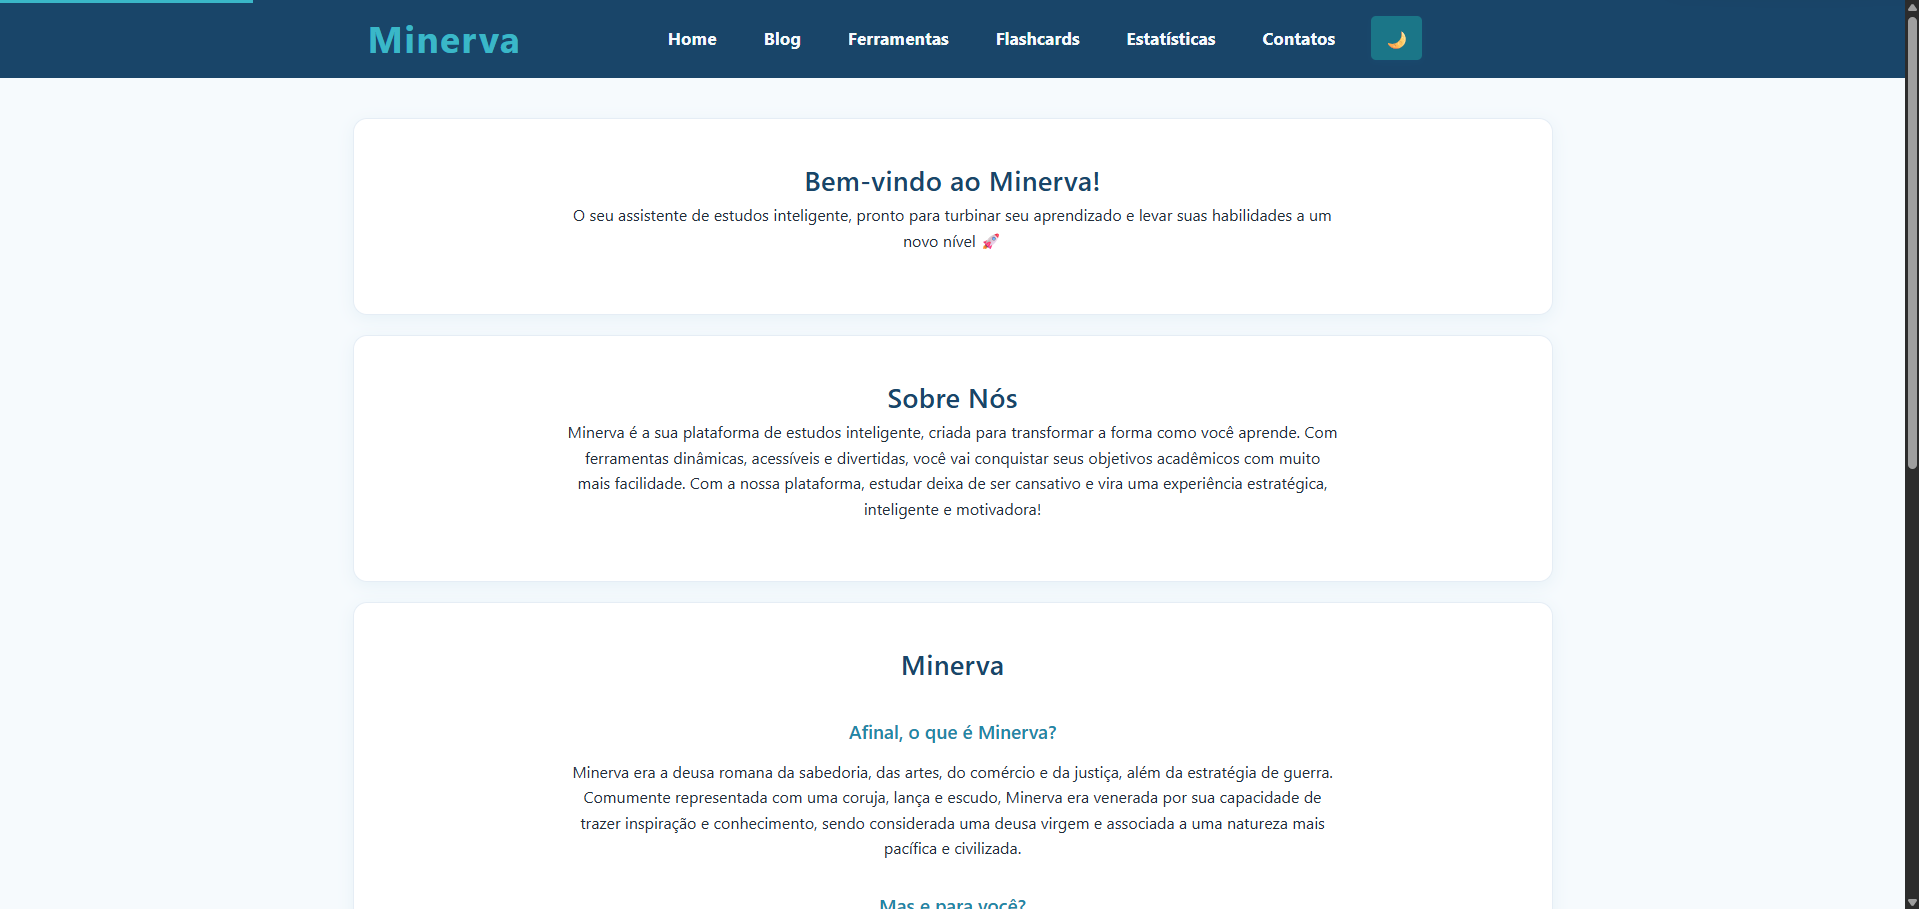 Minerva
Home Blog Ferramentas Flashcards Estatísticas Contatos
Bem-vindo ao Minerva!
O seu assistente de estudos inteligente, pronto para turbinar seu aprendizado e levar suas habilidades a um
novo nível 🚀
Sobre Nós
Minerva é a sua plataforma de estudos inteligente, criada para transformar a forma como você aprende. Com
ferramentas dinâmicas, acessíveis e divertidas, você vai conquistar seus objetivos acadêmicos com muito
mais facilidade. Com a nossa plataforma, estudar deixa de ser cansativo e vira uma experiência estratégica,
inteligente e motivadora!
Minerva
Afinal, o que é Minerva?
Minerva era a deusa romana da sabedoria, das artes, do comércio e da justiça, além da estratégia de guerra.
Comumente representada com uma coruja, lança e escudo, Minerva era venerada por sua capacidade de
trazer inspiração e conhecimento, sendo considerada uma deusa virgem e associada a uma natureza mais
pacífica e civilizada.
Mas e para você?